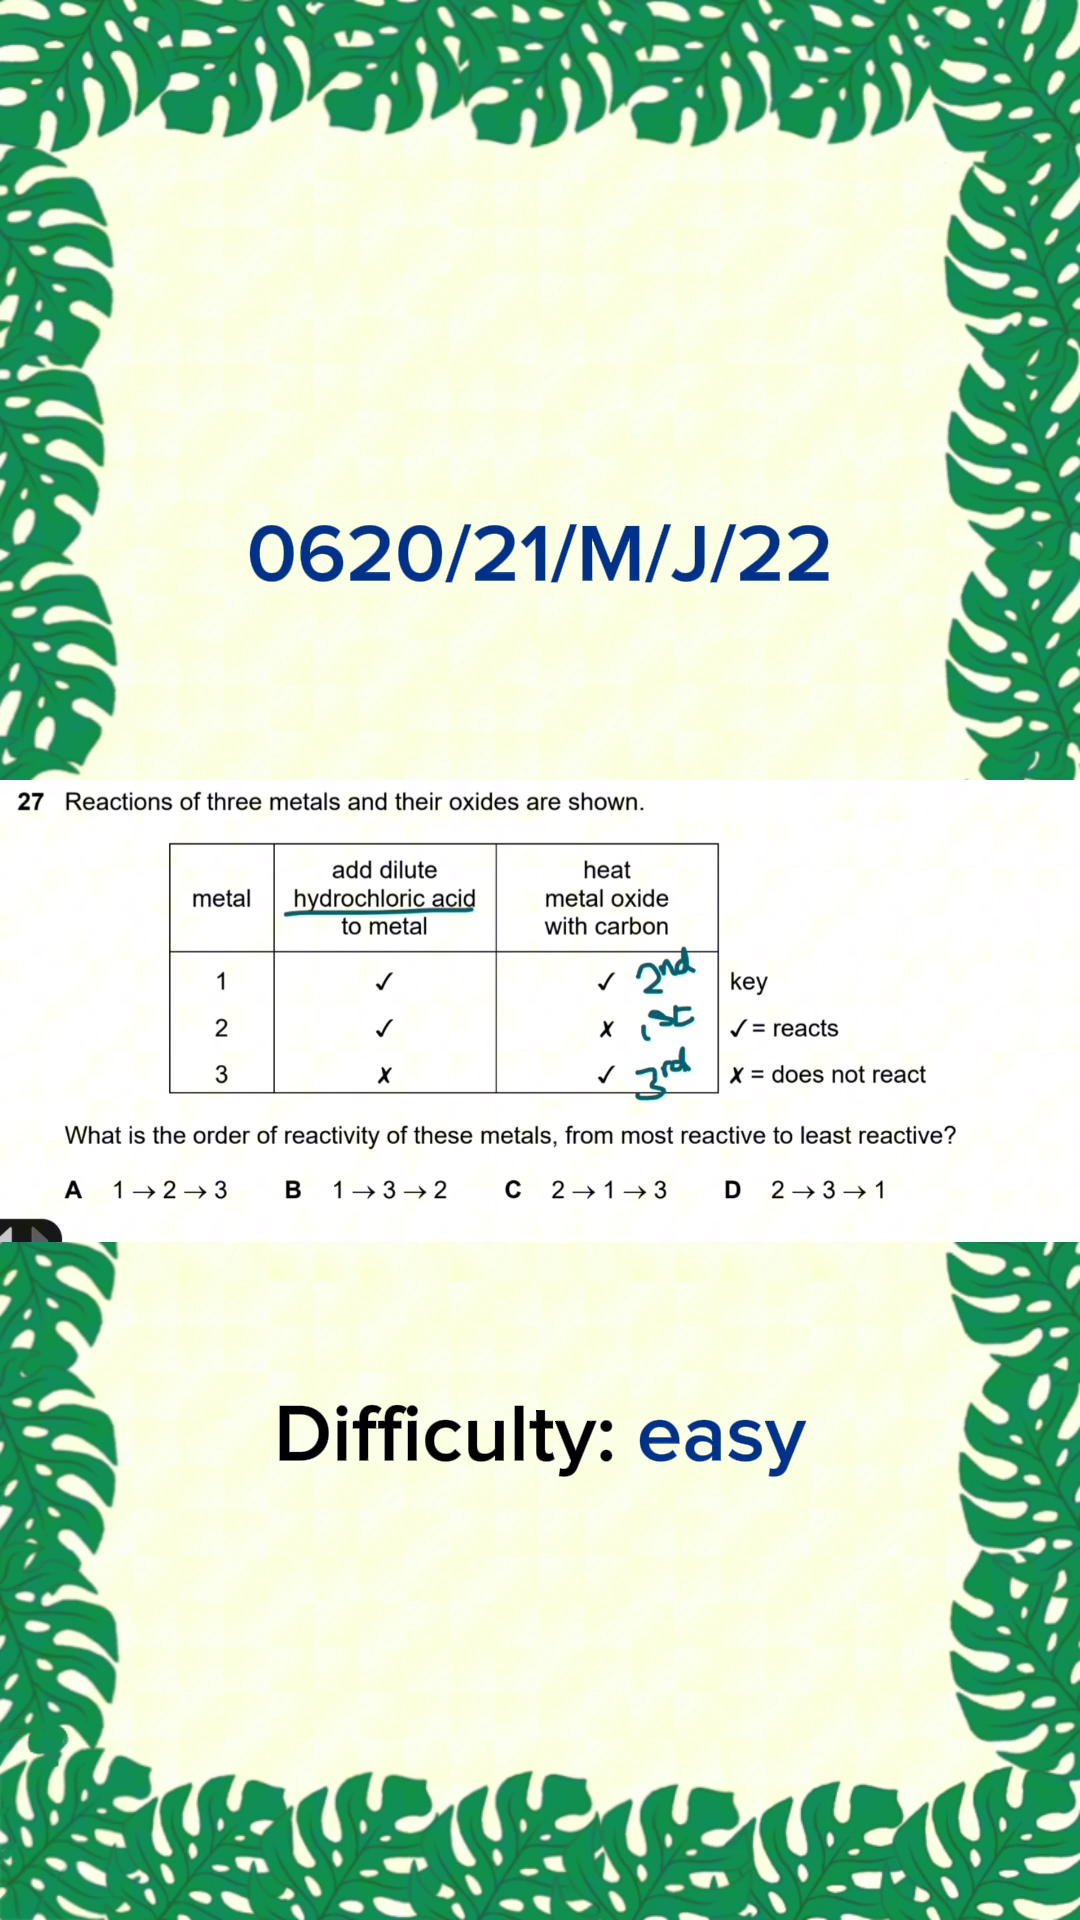 0620/21/M/J/22
27 Reactions of three metals and their oxides are shown.
metal
add dilute
hydrochloric acid
to metal
heat
metal oxide
with carbon
1 ✓ ✓ 2nd
2 ✓ ✗ 1st
3 ✗ ✓ 3rd
key
✓ = reacts
✗ = does not react
What is the order of reactivity of these metals, from most reactive to least reactive?
A 1 → 2 → 3 B 1 → 3 → 2 C 2 → 1 → 3 D 2 → 3 → 1
Difficulty: easy